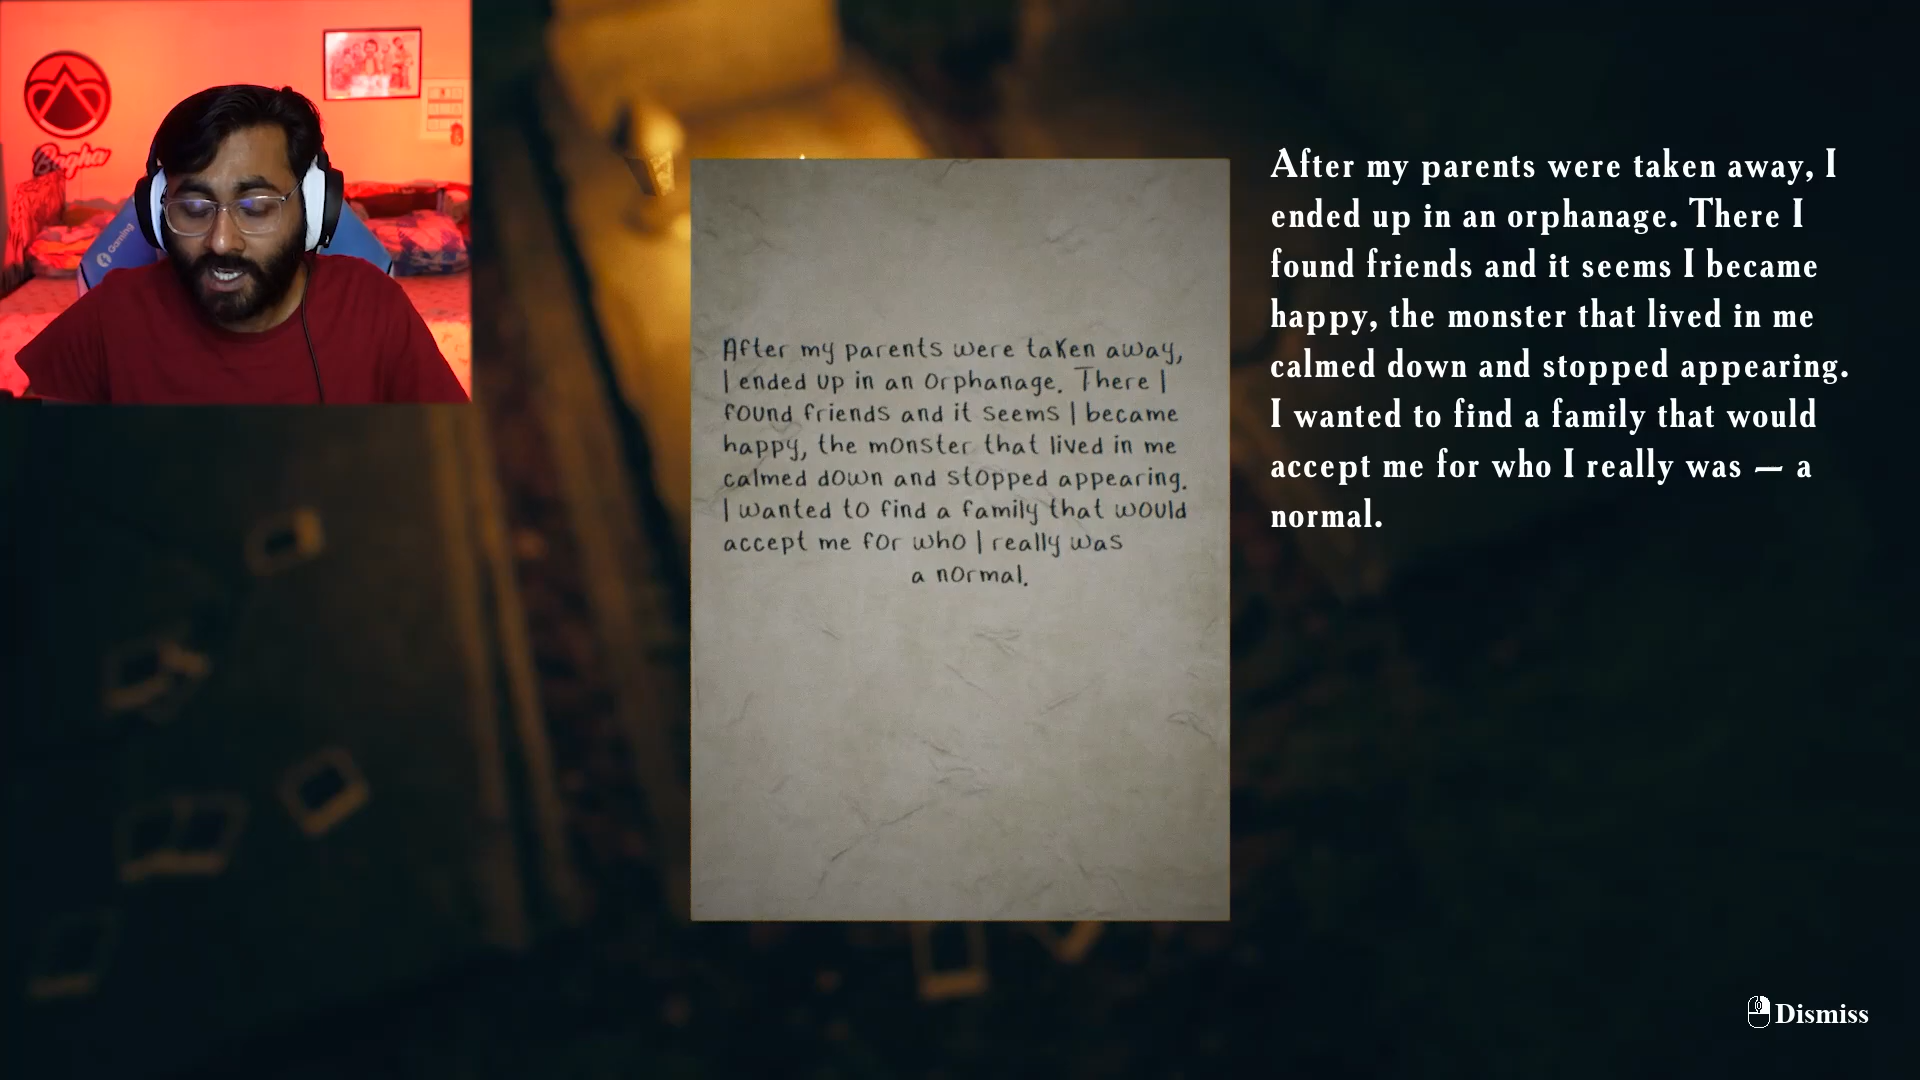 Bagha
Gaming
After my parents were taken away,
I ended up in an orphanage. There I
found friends and it seems I became
happy, the monster that lived in me
calmed down and stopped appearing.
I wanted to find a family that would
accept me for who I really was
a normal.
After my parents were taken away, I
ended up in an orphanage. There I
found friends and it seems I became
happy, the monster that lived in me
calmed down and stopped appearing.
I wanted to find a family that would
accept me for who I really was — a
normal.
Dismiss